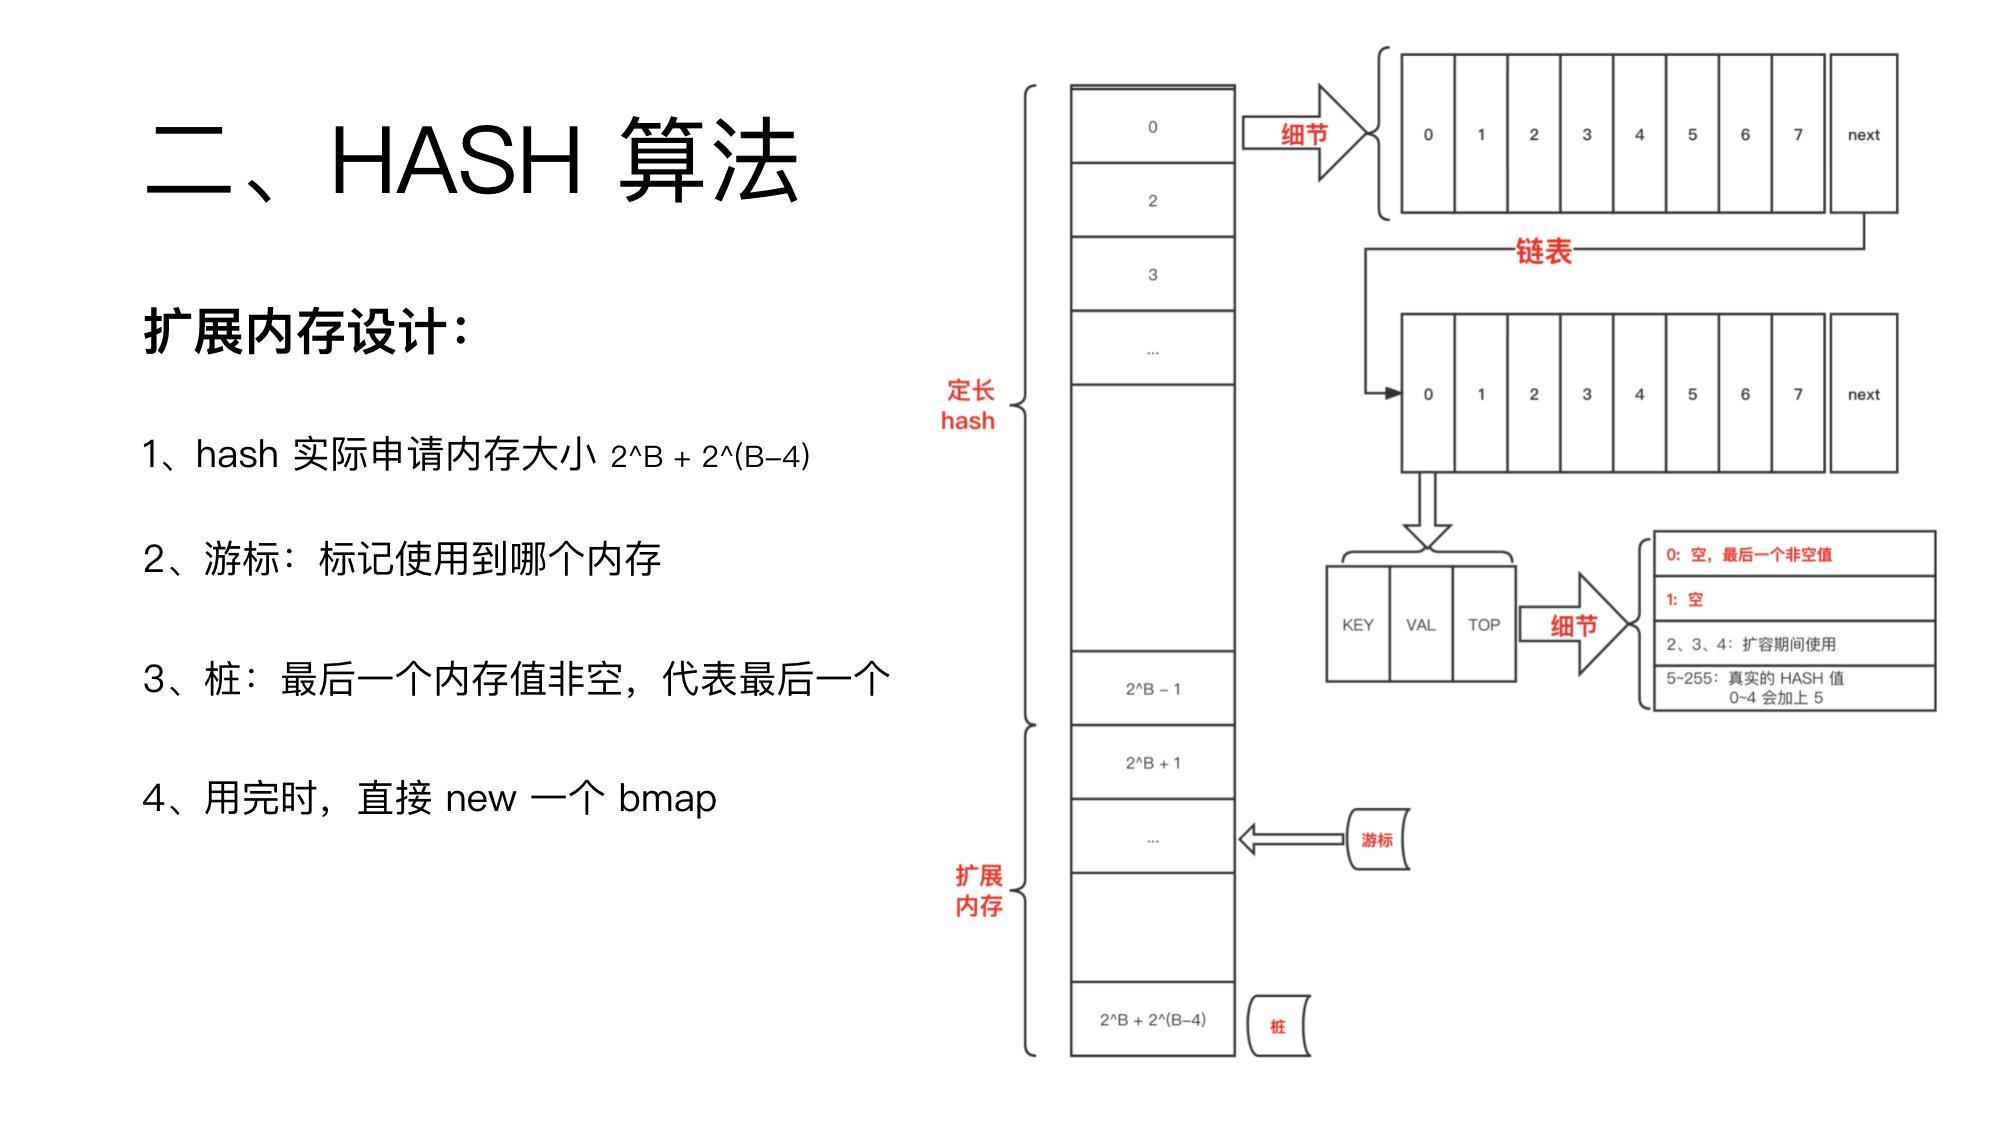 二、HASH 算法
扩展内存设计：
1、hash 实际申请内存大小 2^B + 2^(B-4)
2、游标：标记使用到哪个内存
3、桩：最后一个内存值非空，代表最后一个
4、用完时，直接 new 一个 bmap
定长
hash
扩展
内存
0
2
3
...
2^B - 1
2^B + 1
...
2^B + 2^(B-4)
细节
0 1 2 3 4 5 6 7 next
链表
0 1 2 3 4 5 6 7 next
KEY VAL TOP
细节
0：空，最后一个非空值
1：空
2、3、4：扩容期间使用
5~255：真实的 HASH 值
0~4 会加上 5
游标
桩